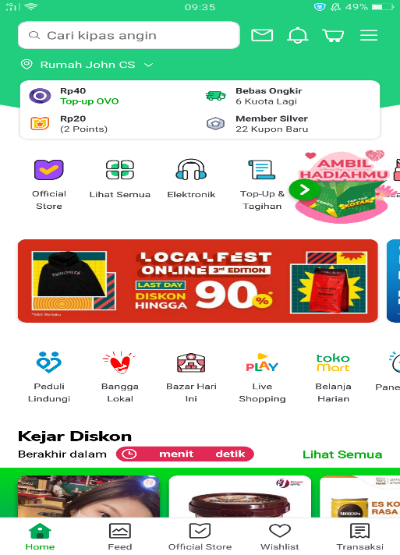 09:35
49%
Cari kipas angin
Rumah John CS
Rp40
Top-up OVO
Bebas Ongkir
6 Kuota Lagi
Rp20
(2 Points)
Member Silver
22 Kupon Baru
AMBIL
HADIAHMU
TAP-TAP
KOTAK
Official
Store
Lihat Semua
Elektronik
Top-Up &
Tagihan
LOCALFEST
ONLINE 3rd EDITION
LAST DAY
DISKON
HINGGA
90%*
Peduli
Lindungi
Bangga
Lokal
Bazar Hari
Ini
PLAY
Live
Shopping
toko
Mart
Belanja
Harian
Pane
Kejar Diskon
Berakhir dalam
menit
detik
Lihat Semua
ES KO
RASA
Home
Feed
Official Store
Wishlist
Transaksi